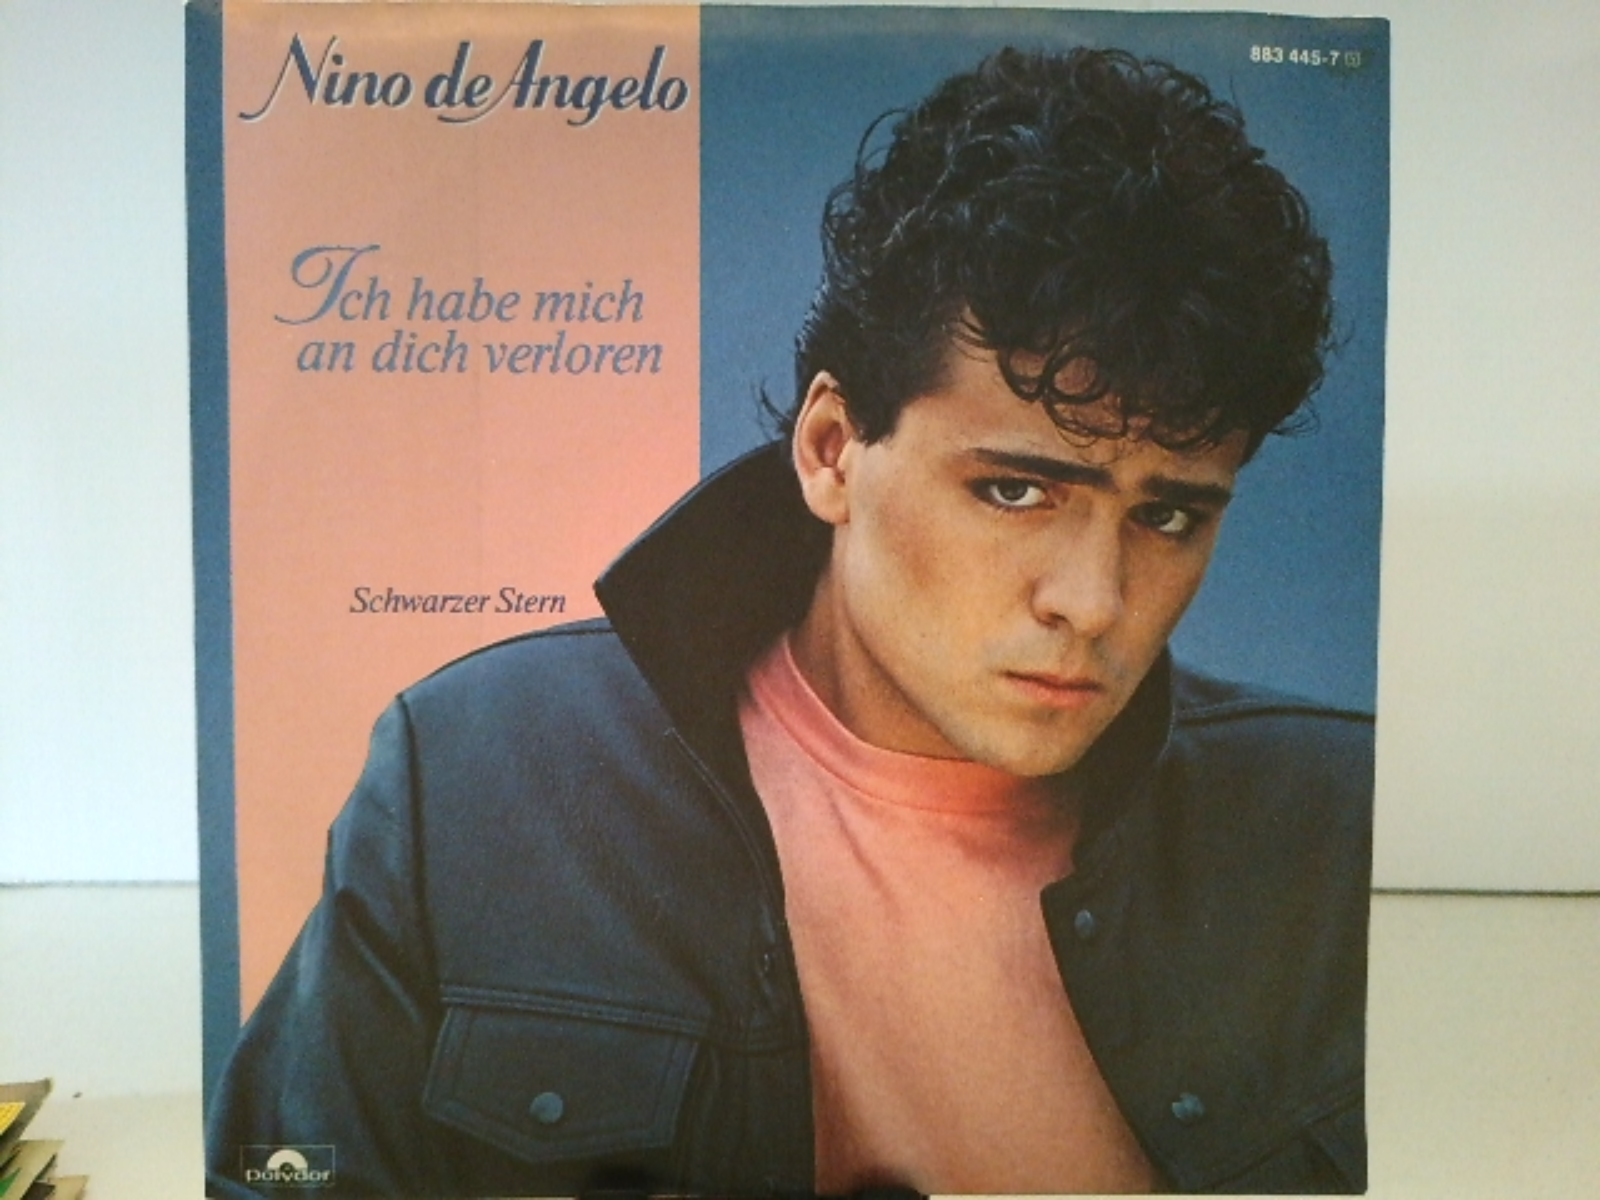 Nino de Angelo
883 445-7
Ich habe mich
an dich verloren
Schwarzer Stern
polydor